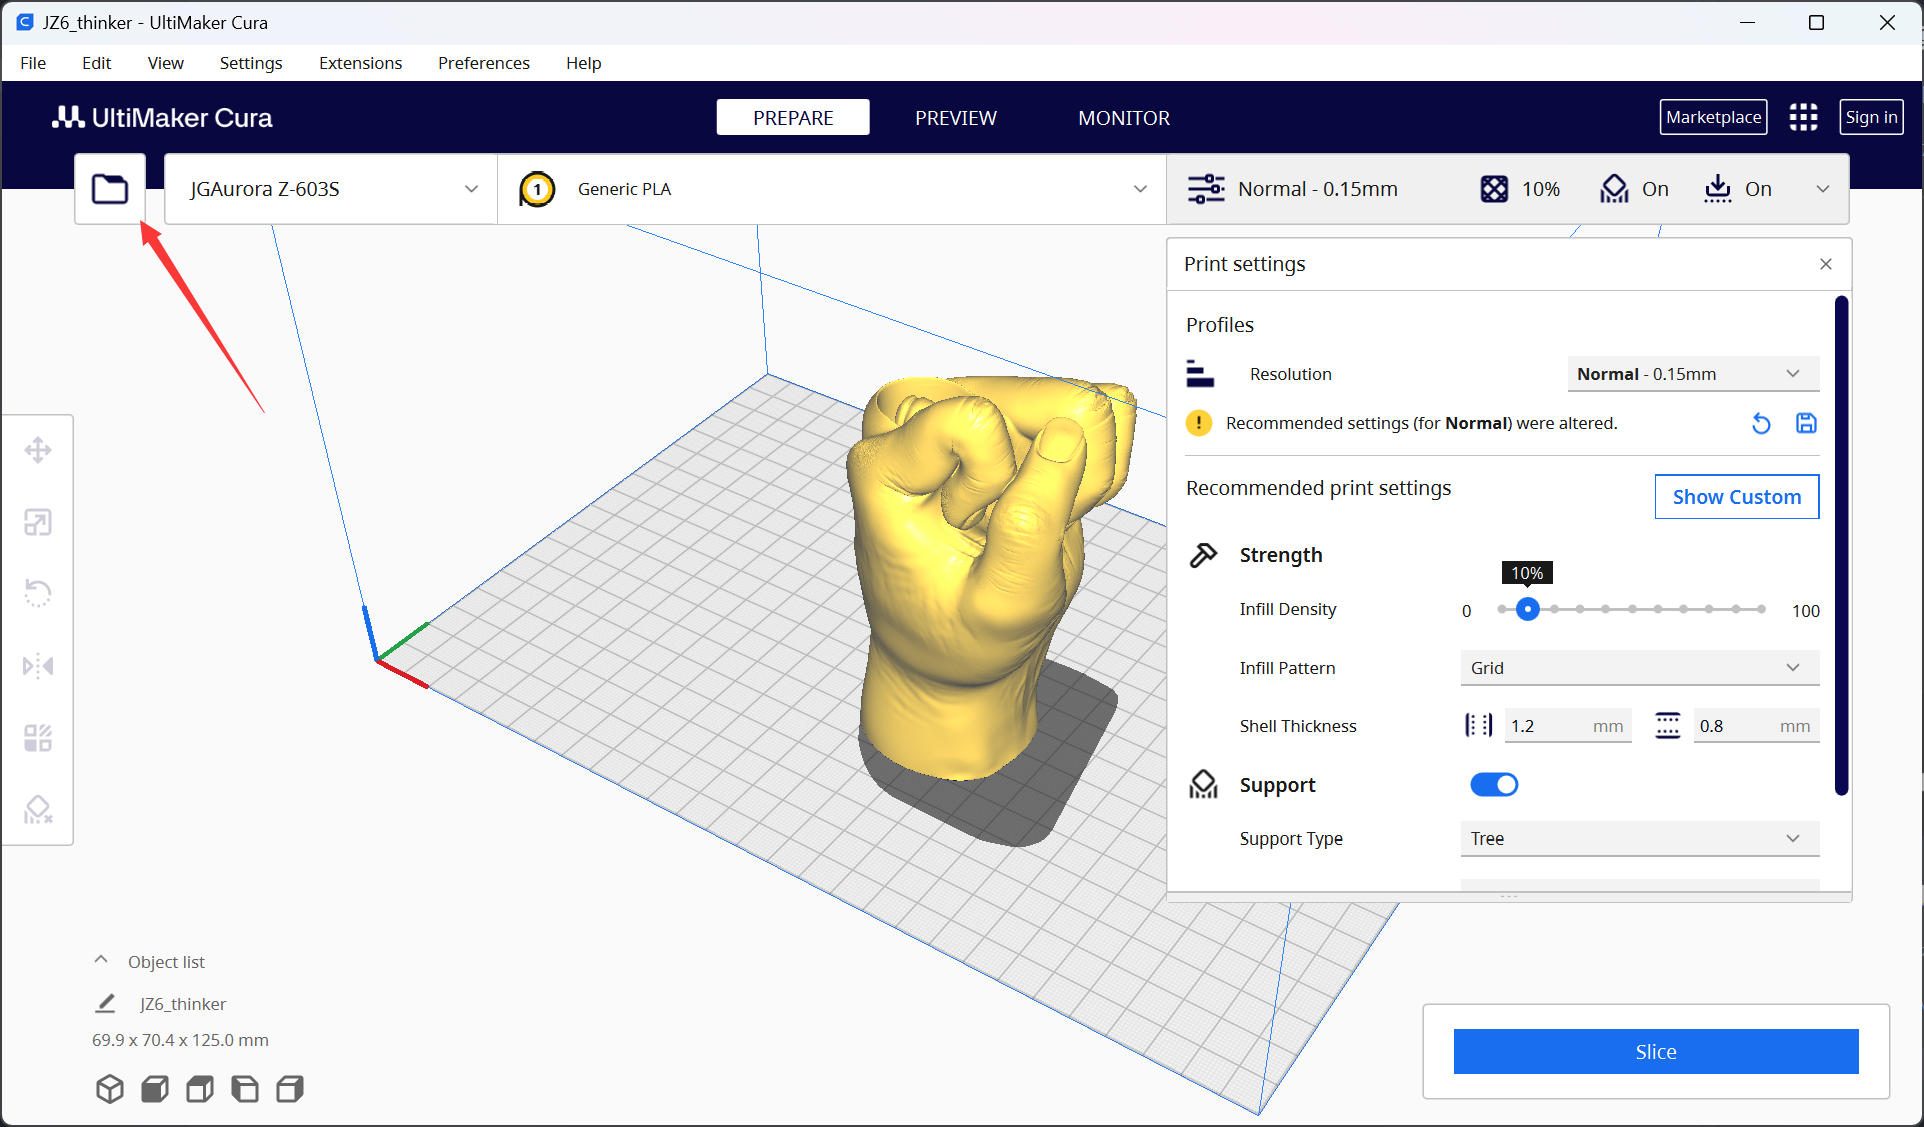 JZ6_thinker - UltiMaker Cura
File Edit View Settings Extensions Preferences Help
UltiMaker Cura PREPARE PREVIEW MONITOR Marketplace Sign in
JGAurora Z-603S 1 Generic PLA Normal - 0.15mm 10% On On
Print settings
Profiles
Resolution Normal - 0.15mm
Recommended settings (for Normal) were altered.
Recommended print settings Show Custom
Strength
10%
Infill Density 0 100
Infill Pattern Grid
Shell Thickness 1.2 mm 0.8 mm
Support
Support Type Tree
Object list
JZ6_thinker
69.9 x 70.4 x 125.0 mm
Slice